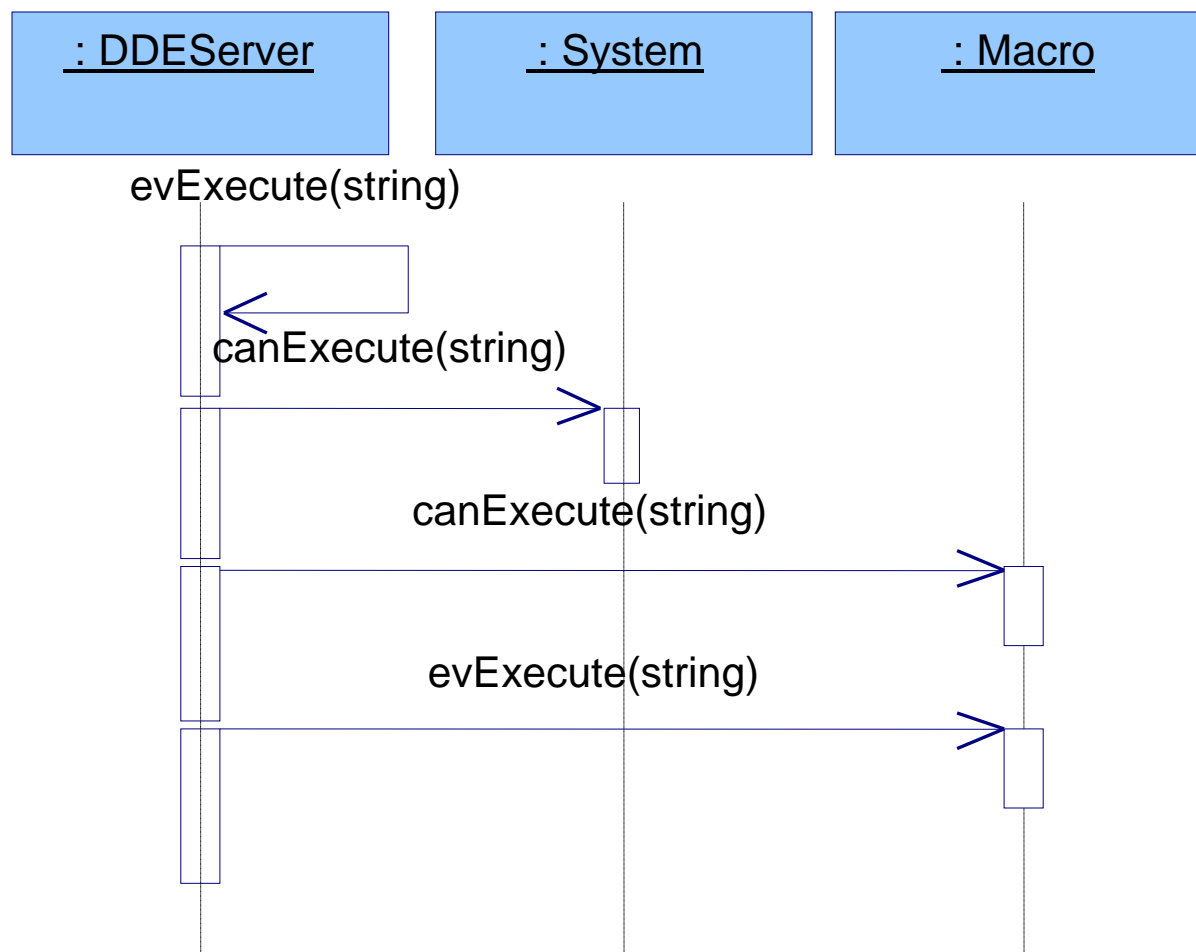 : DDEServer
: System
: Macro
evExecute(string)
canExecute(string)
canExecute(string)
evExecute(string)